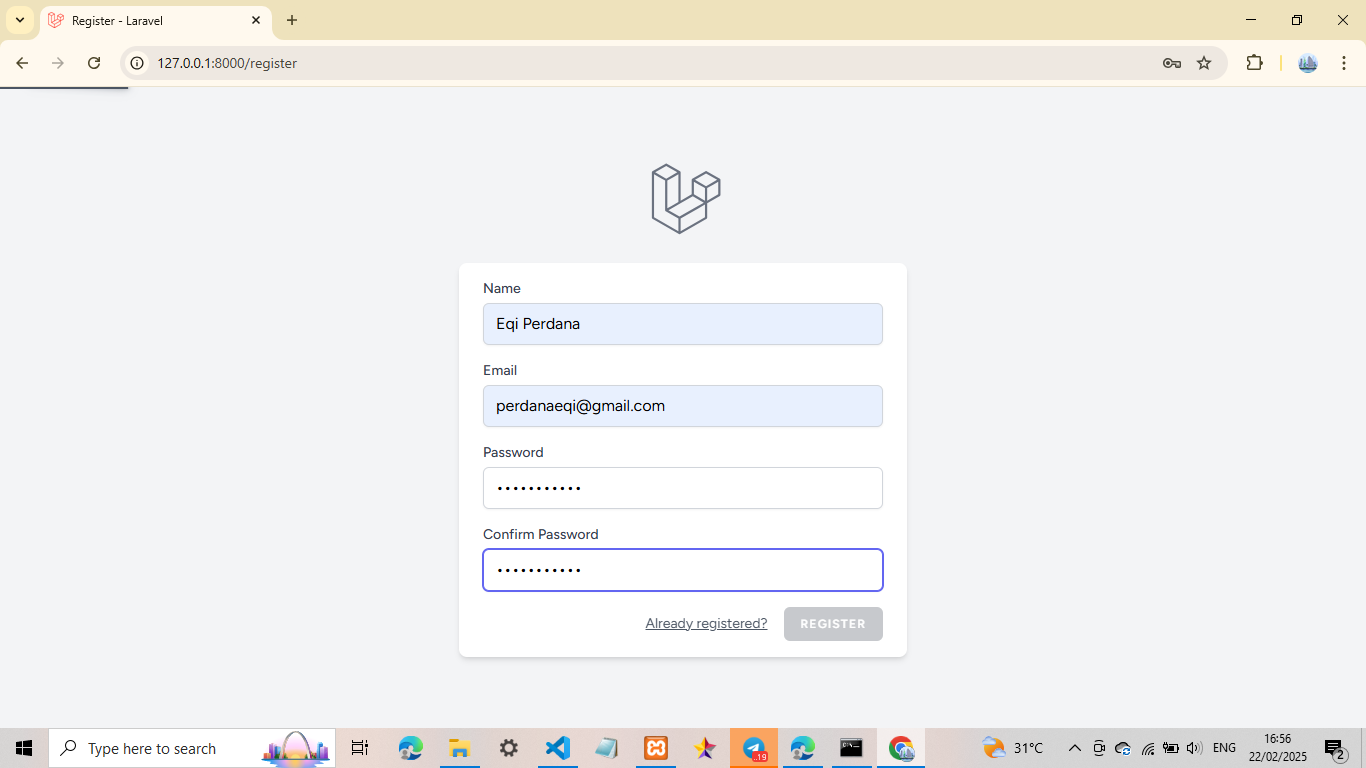 Register - Laravel
127.0.0.1:8000/register
Name
Eqi Perdana
Email
perdanaeqi@gmail.com
Password
•••••••••••
Confirm Password
•••••••••••
Already registered?
REGISTER
Type here to search
19
31°C
ENG
16:56
22/02/2025
2